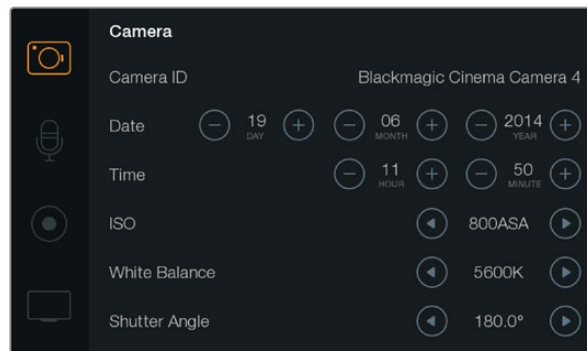 Camera
Camera ID Blackmagic Cinema Camera 4
Date 19 DAY 06 MONTH 2014 YEAR
Time 11 HOUR 50 MINUTE
ISO 800ASA
White Balance 5600K
Shutter Angle 180.0°